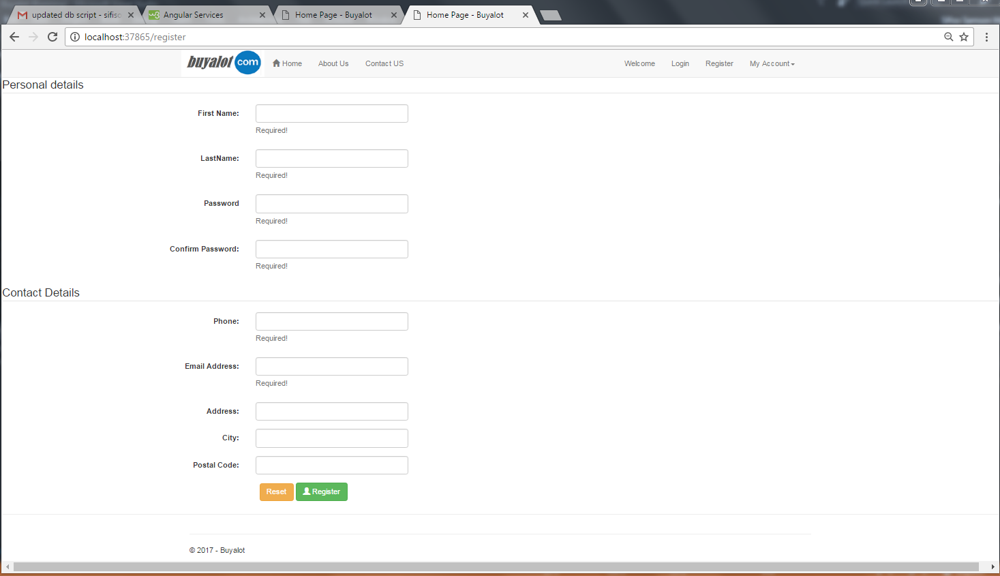 updated db script - sifisc
Angular Services
Home Page - Buyalot
Home Page - Buyalot
localhost:37865/register
buyalot com
Home
About Us
Contact US
Welcome
Login
Register
My Account
Personal details
First Name:
Required!
LastName:
Required!
Password
Required!
Confirm Password:
Required!
Contact Details
Phone:
Required!
Email Address:
Required!
Address:
City:
Postal Code:
Reset
Register
© 2017 - Buyalot